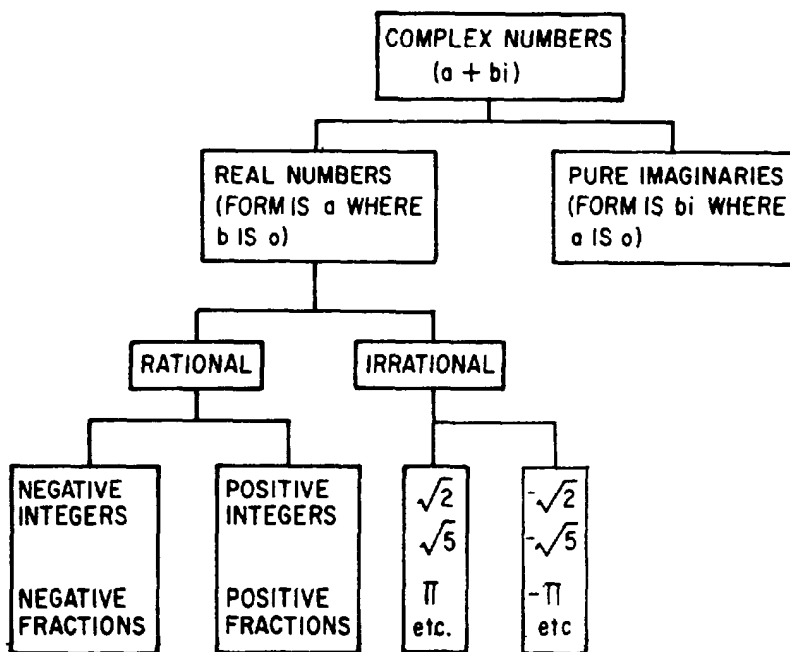 COMPLEX NUMBERS
(a + bi)
REAL NUMBERS
(FORM IS a WHERE
b IS o)
PURE IMAGINARIES
(FORM IS bi WHERE
a IS o)
RATIONAL
IRRATIONAL
NEGATIVE
INTEGERS
NEGATIVE
FRACTIONS
POSITIVE
INTEGERS
POSITIVE
FRACTIONS
√2
√5
π
etc.
-√2
-√5
-π
etc